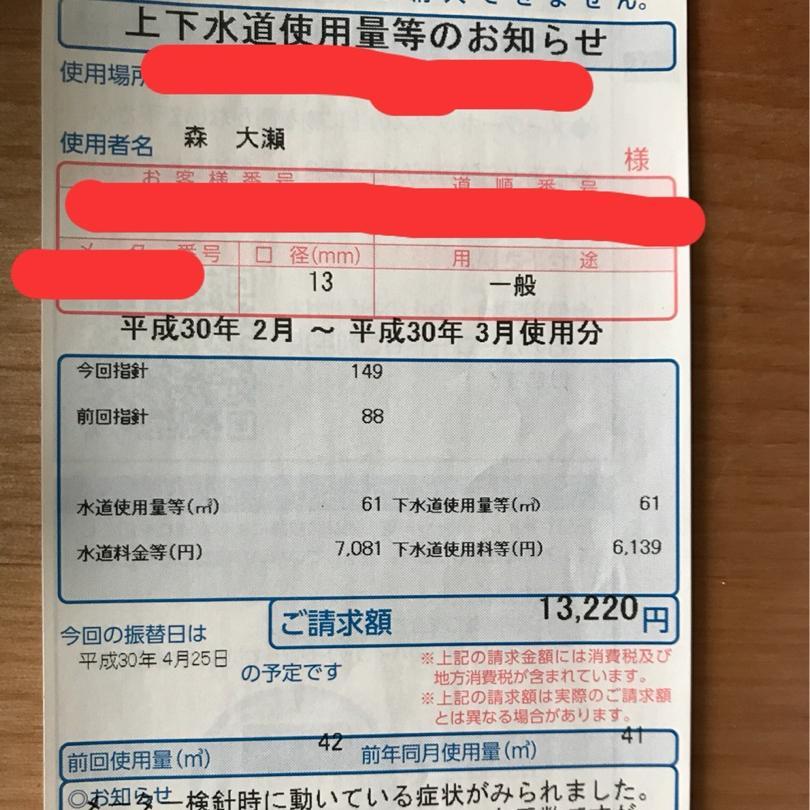 ません。
上下水道使用量等のお知らせ
使用場所
使用者名 森 大瀬 様
お客様番号 道順番号
メータ番号 口径(mm) 用途
13 一般
平成30年 2月 ～ 平成30年 3月使用分
今回指針 149
前回指針 88
水道使用量等(㎥) 61 下水道使用量等(㎥) 61
水道料金等(円) 7,081 下水道使用料等(円) 6,139
ご請求額 13,220円
今回の振替日は
平成30年 4月25日 の予定です
※上記の請求金額には消費税及び
地方消費税が含まれています。
※上記の請求額は実際のご請求額
とは異なる場合があります。
前回使用量(㎥) 42 前年同月使用量(㎥) 41
◎お知らせ
メーター検針時に動いている症状がみられました。